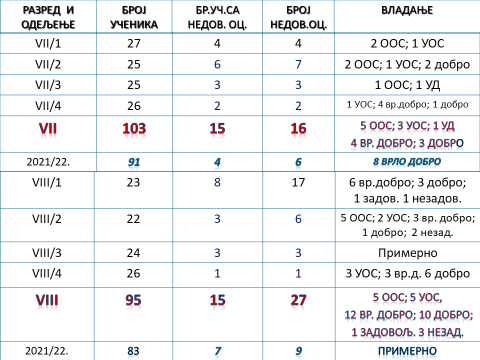 РАЗРЕД И ОДЕЉЕЊЕ БРОЈ УЧЕНИКА БР.УЧ.СА НЕДОВ. ОЦ. БРОЈ НЕДОВ.ОЦ. ВЛАДАЊЕ
VII/1 27 4 4 2 ООС; 1 УОС
VII/2 25 6 7 2 ООС; 1 УОС; 2 добро
VII/3 25 3 3 1 ООС; 1 УД
VII/4 26 2 2 1 УОС; 4 вр.добро; 1 добро
VII 103 15 16 5 ООС; 3 УОС; 1 УД
4 ВР. ДОБРО; 3 ДОБРО
2021/22. 91 4 6 8 ВРЛО ДОБРО
VIII/1 23 8 17 6 вр.добро; 3 добро;
1 задов. 1 незадов.
VIII/2 22 3 6 5 ООС; 2 УОС; 3 вр. добро;
1 добро; 2 незад.
VIII/3 24 3 3 Примерно
VIII/4 26 1 1 3 УОС; 3 вр.д. 6 добро
VIII 95 15 27 5 ООС; 5 УОС,
12 ВР. ДОБРО; 10 ДОБРО;
1 ЗАДОВОЉ. 3 НЕЗАД.
2021/22. 83 7 9 ПРИМЕРНО